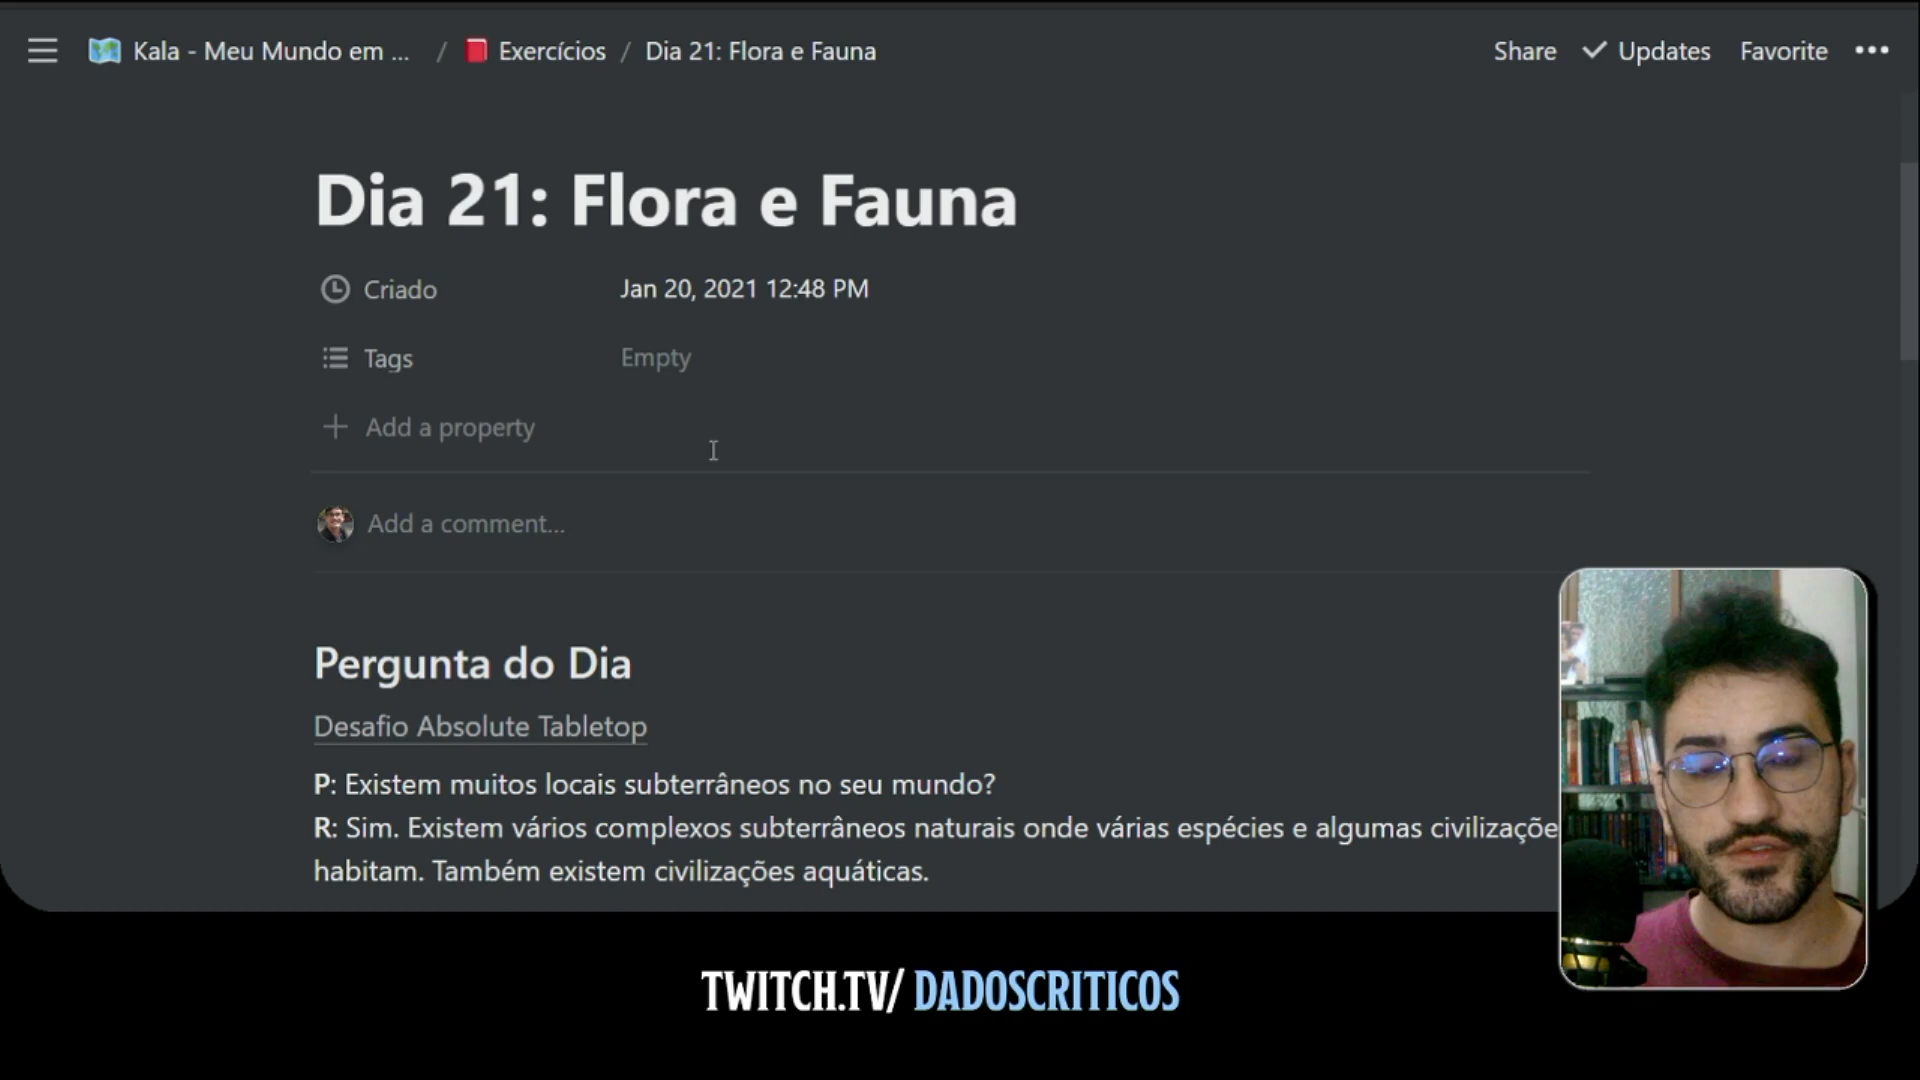 Kala - Meu Mundo em ... / Exercícios / Dia 21: Flora e Fauna
Share Updates Favorite
Dia 21: Flora e Fauna
Criado Jan 20, 2021 12:48 PM
Tags Empty
Add a property
Add a comment...
Pergunta do Dia
Desafio Absolute Tabletop
P: Existem muitos locais subterrâneos no seu mundo?
R: Sim. Existem vários complexos subterrâneos naturais onde várias espécies e algumas civilizaçõe
habitam. Também existem civilizações aquáticas.
TWITCH.TV/ DADOSCRITICOS